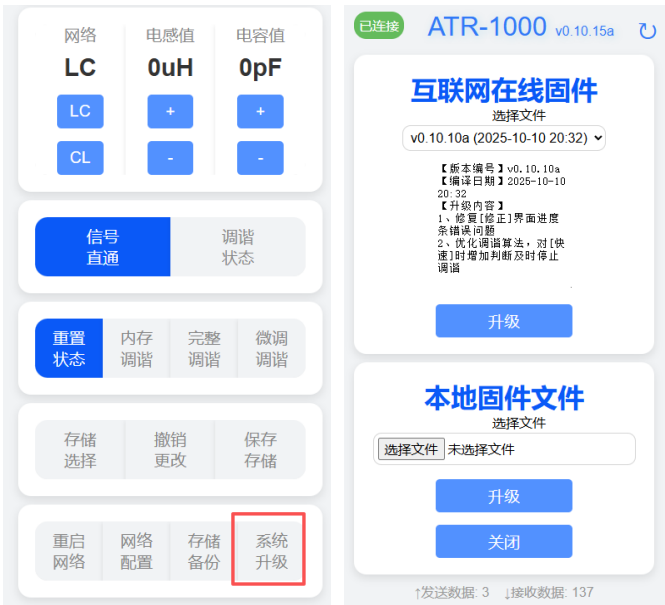 网络 电感值 电容值
LC 0uH 0pF
LC + +
CL - -
信号 调谐
直通 状态
重置 内存 完整 微调
状态 调谐 调谐 调谐
存储 撤销 保存
选择 更改 存储
重启 网络 存储 系统
网络 配置 备份 升级
已连接 ATR-1000 v0.10.15a
互联网在线固件
选择文件
v0.10.10a (2025-10-10 20:32)
【版本编号】v0.10.10a
【编译日期】2025-10-10
20:32
【升级内容】
1、修复[修正]界面进度
条错误问题
2、优化调谐算法，对[快
速]时增加判断及时停止
调谐
升级
本地固件文件
选择文件
选择文件 未选择文件
升级
关闭
↑发送数据: 3 ↓接收数据: 137